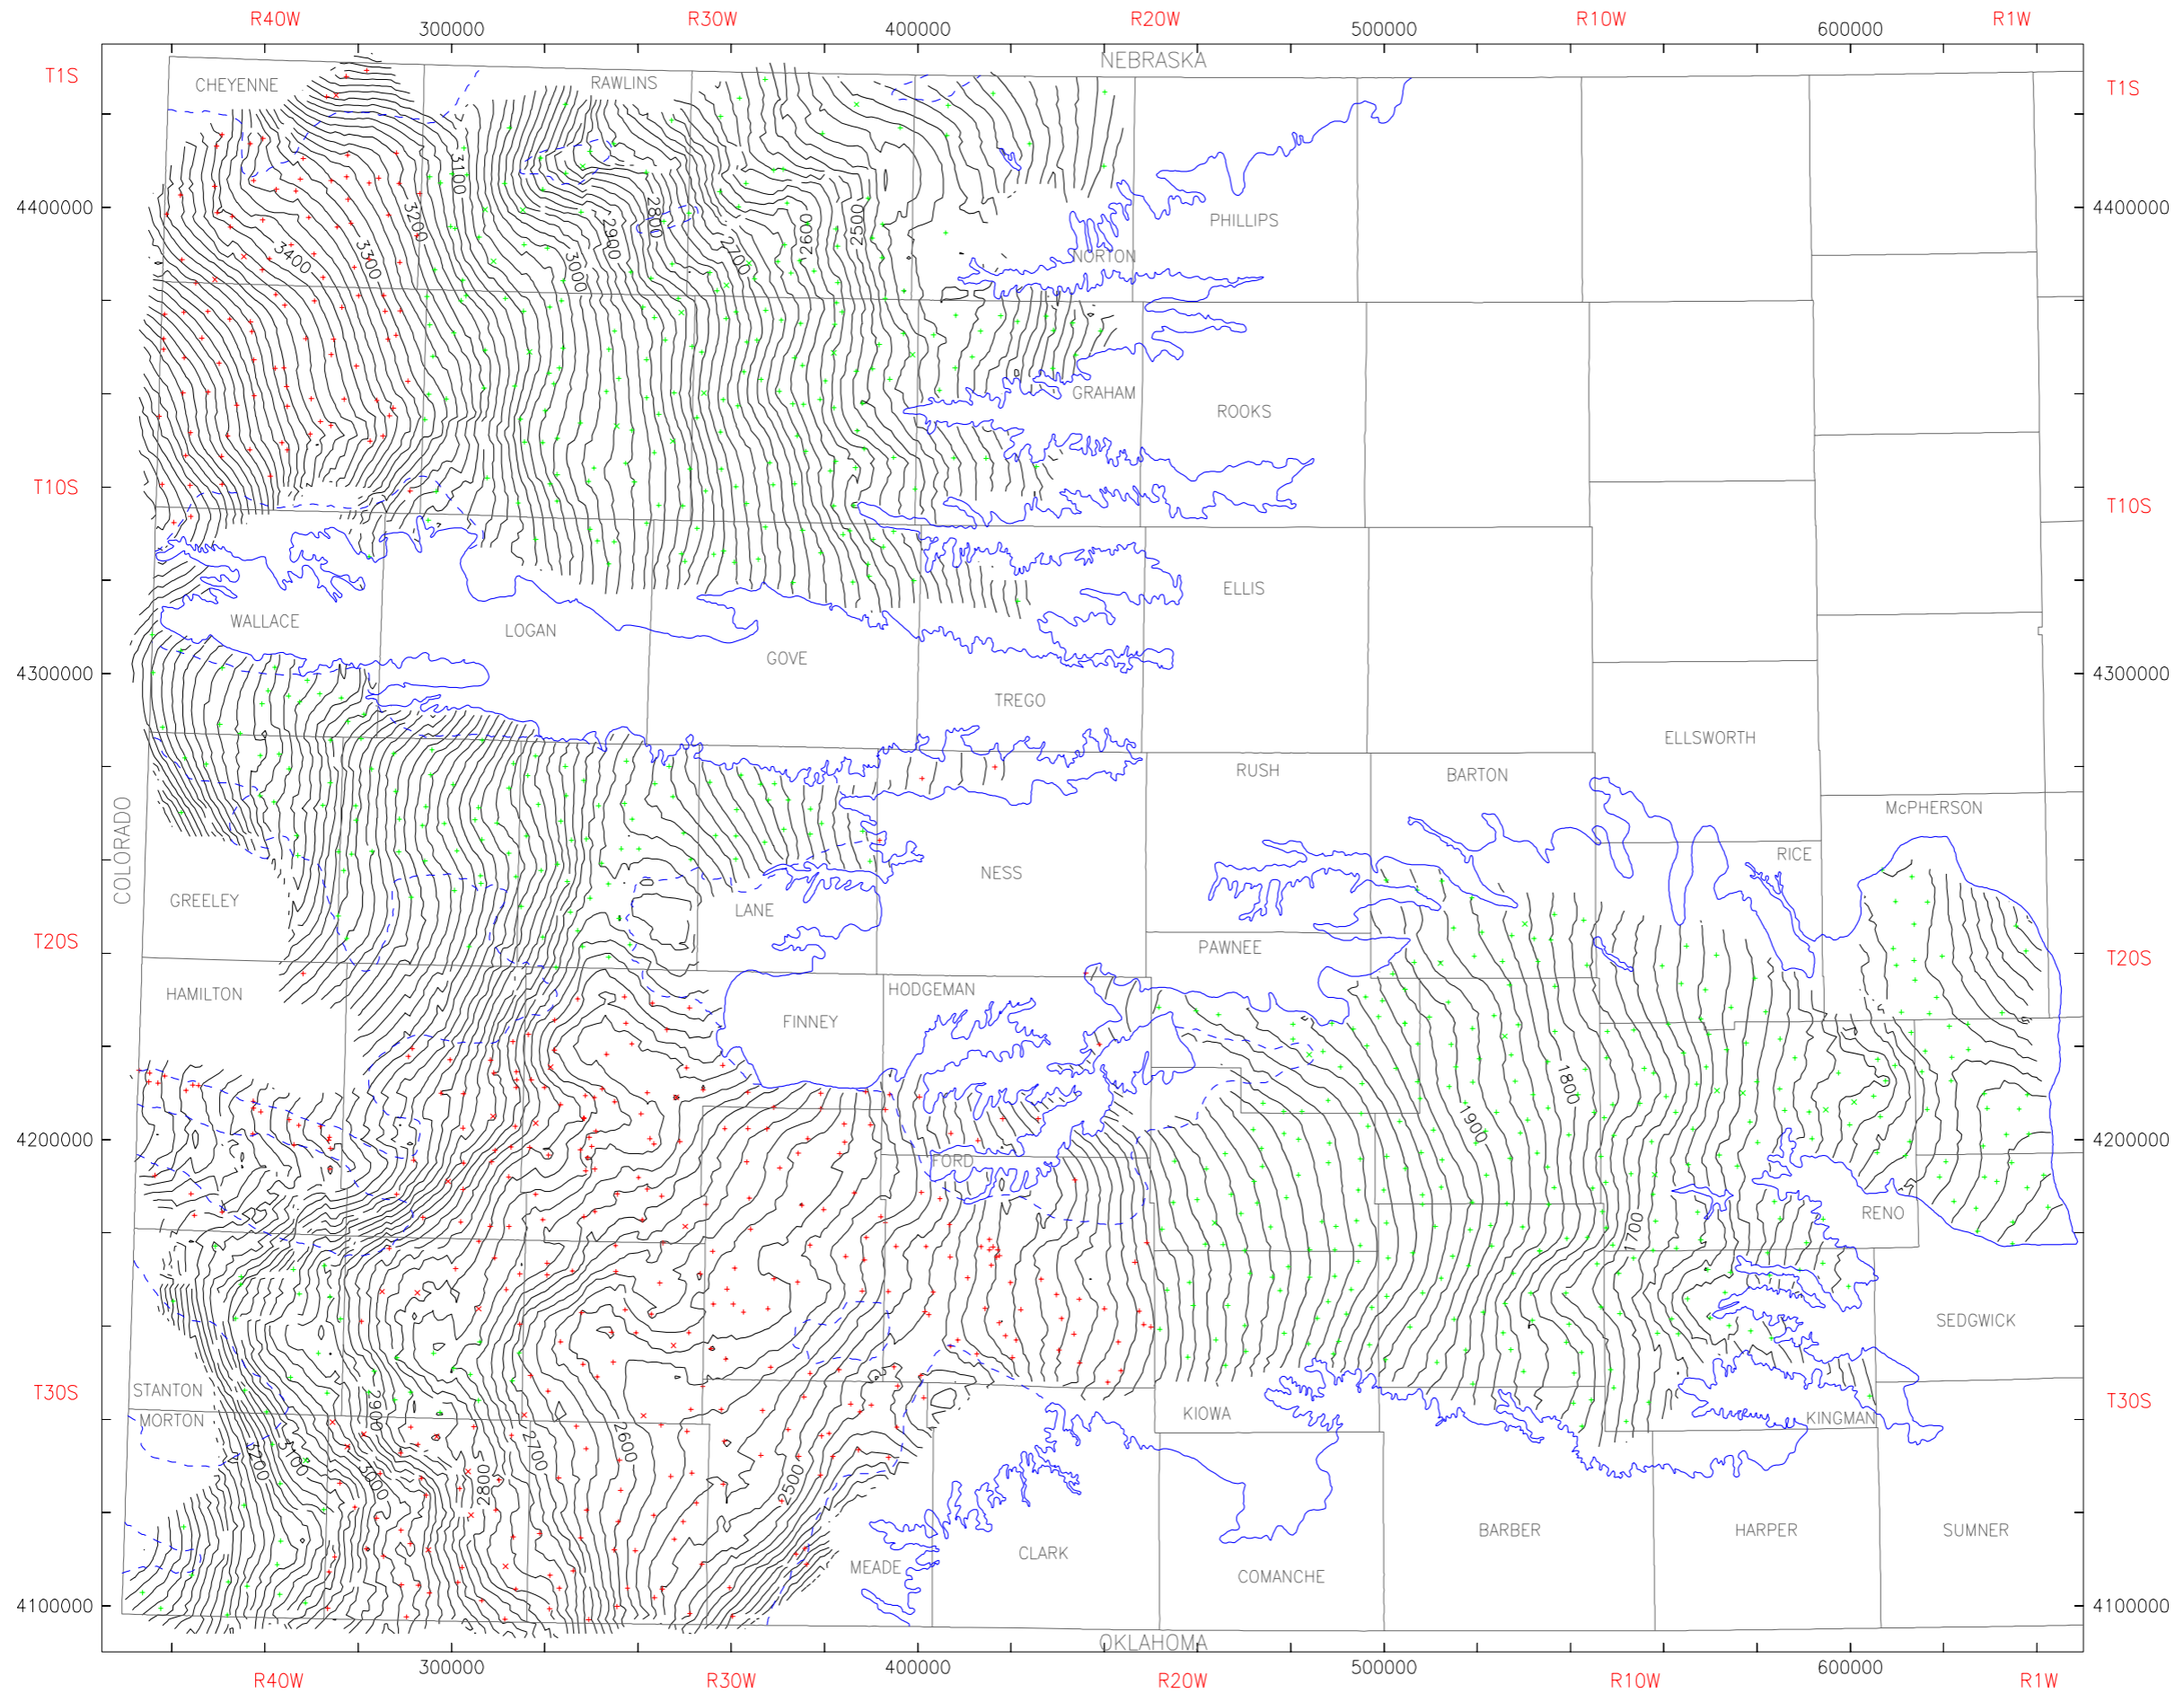 R40W R30W R20W R10W R1W
300000 400000 500000 600000
NEBRASKA
T1S T1S
CHEYENNE RAWLINS
3100
4400000 4400000
3200 2800 2600 2500 PHILLIPS
2900
3400 3300 3000 2700 NORTON
GRAHAM
ROOKS
T10S T10S
ELLIS
WALLACE LOGAN
GOVE
4300000 4300000
TREGO
ELLSWORTH
RUSH BARTON
COLORADO
McPHERSON
RICE
GREELEY NESS
LANE
T20S PAWNEE T20S
HAMILTON HODGEMAN
FINNEY
1800
1900
4200000 4200000
FORD
RENO
1700
SEDGWICK
STANTON
T30S T30S
2900
MORTON KIOWA KINGMAN
3200 3100 3000 2800 2700 2600 2500
BARBER HARPER SUMNER
CLARK
MEADE
COMANCHE
4100000 4100000
OKLAHOMA
300000 400000 500000 600000
R40W R30W R20W R10W R1W